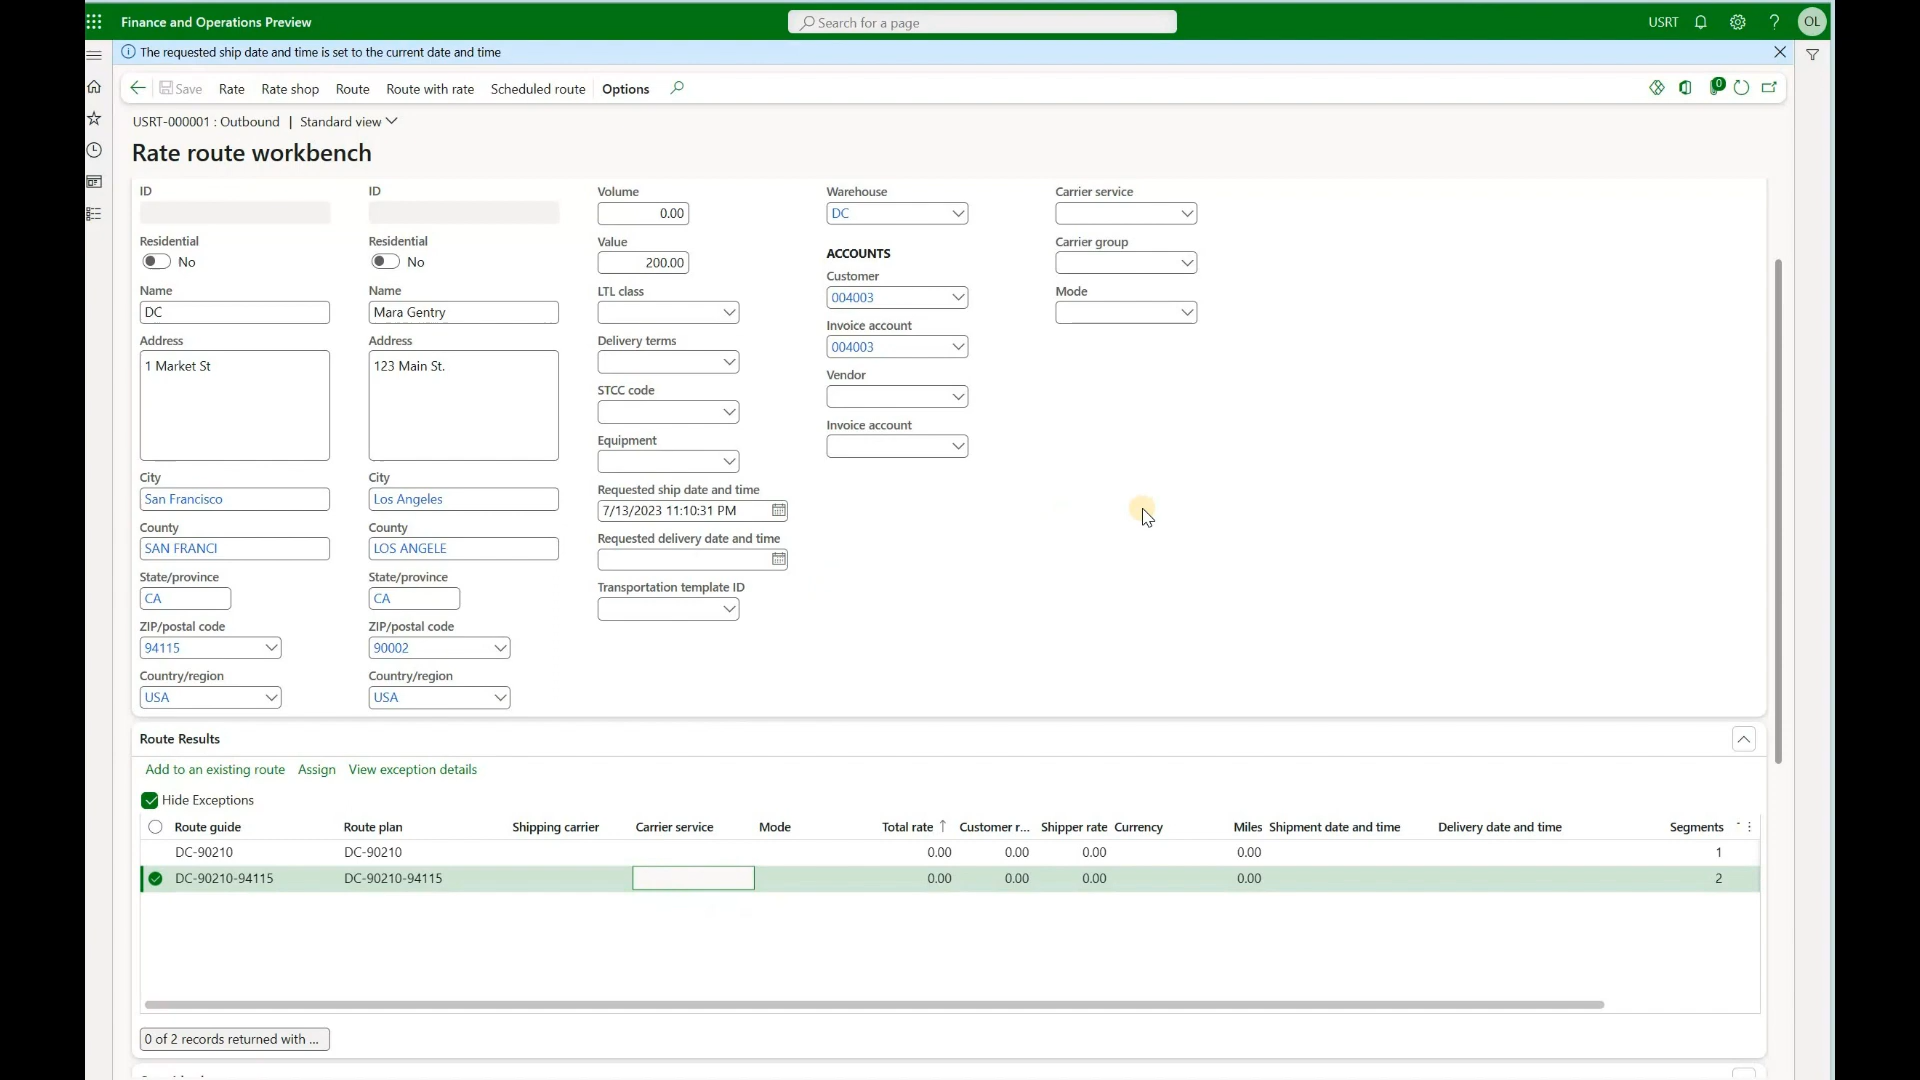 Finance and Operations Preview
Search for a page
USRT
OL
The requested ship date and time is set to the current date and time
Save Rate Rate shop Route Route with rate Scheduled route Options
0
USRT-000001 : Outbound | Standard view
Rate route workbench
ID ID Volume Warehouse Carrier service
0.00 DC
Residential Residential Value Carrier group
No No 200.00 ACCOUNTS
Customer
Name Name LTL class 004003 Mode
DC Mara Gentry
Invoice account
Address Address Delivery terms 004003
1 Market St 123 Main St.
Vendor
STCC code
Invoice account
Equipment
City City Requested ship date and time
San Francisco Los Angeles 7/13/2023 11:10:31 PM
County County Requested delivery date and time
SAN FRANCI LOS ANGELE
State/province State/province Transportation template ID
CA CA
ZIP/postal code ZIP/postal code
94115 90002
Country/region Country/region
USA USA
Route Results
Add to an existing route Assign View exception details
Hide Exceptions
Route guide Route plan Shipping carrier Carrier service Mode Total rate Customer r... Shipper rate Currency Miles Shipment date and time Delivery date and time Segments
DC-90210 DC-90210 0.00 0.00 0.00 0.00 1
DC-90210-94115 DC-90210-94115 0.00 0.00 0.00 0.00 2
0 of 2 records returned with ...